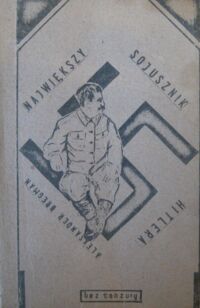 NAJWIĘKSZY
SOJUSZNIK
HITLERA
ALEKSANDER BREGMAN
bez cenzury